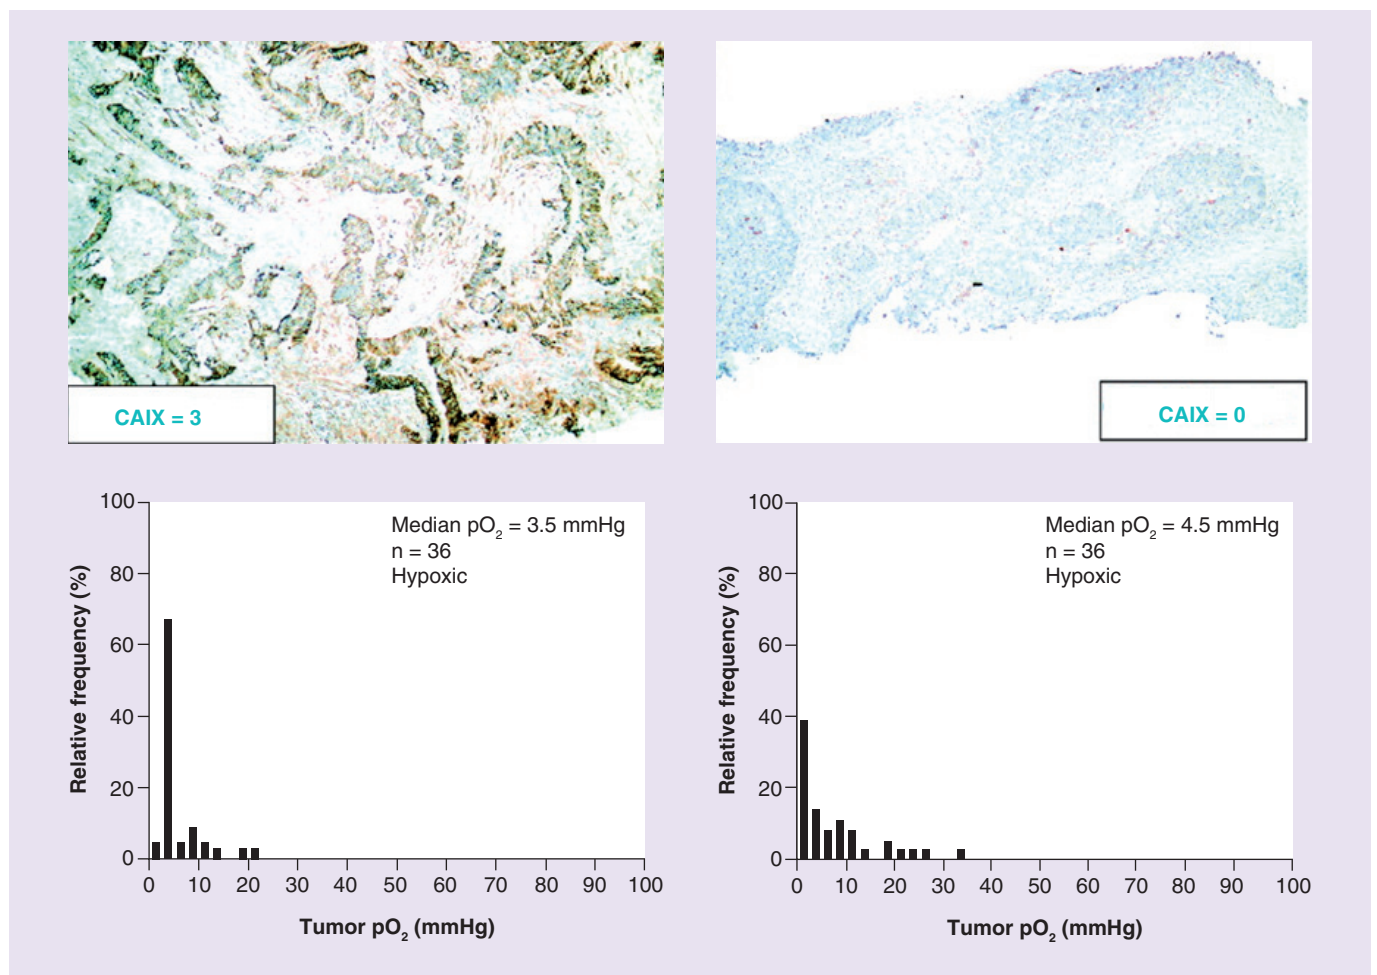 CAIX = 3
CAIX = 0
100
80
60
40
20
0
Relative frequency (%)
Median pO2 = 3.5 mmHg
n = 36
Hypoxic
0 10 20 30 40 50 60 70 80 90 100
Tumor pO2 (mmHg)
100
80
60
40
20
0
Relative frequency (%)
Median pO2 = 4.5 mmHg
n = 36
Hypoxic
0 10 20 30 40 50 60 70 80 90 100
Tumor pO2 (mmHg)